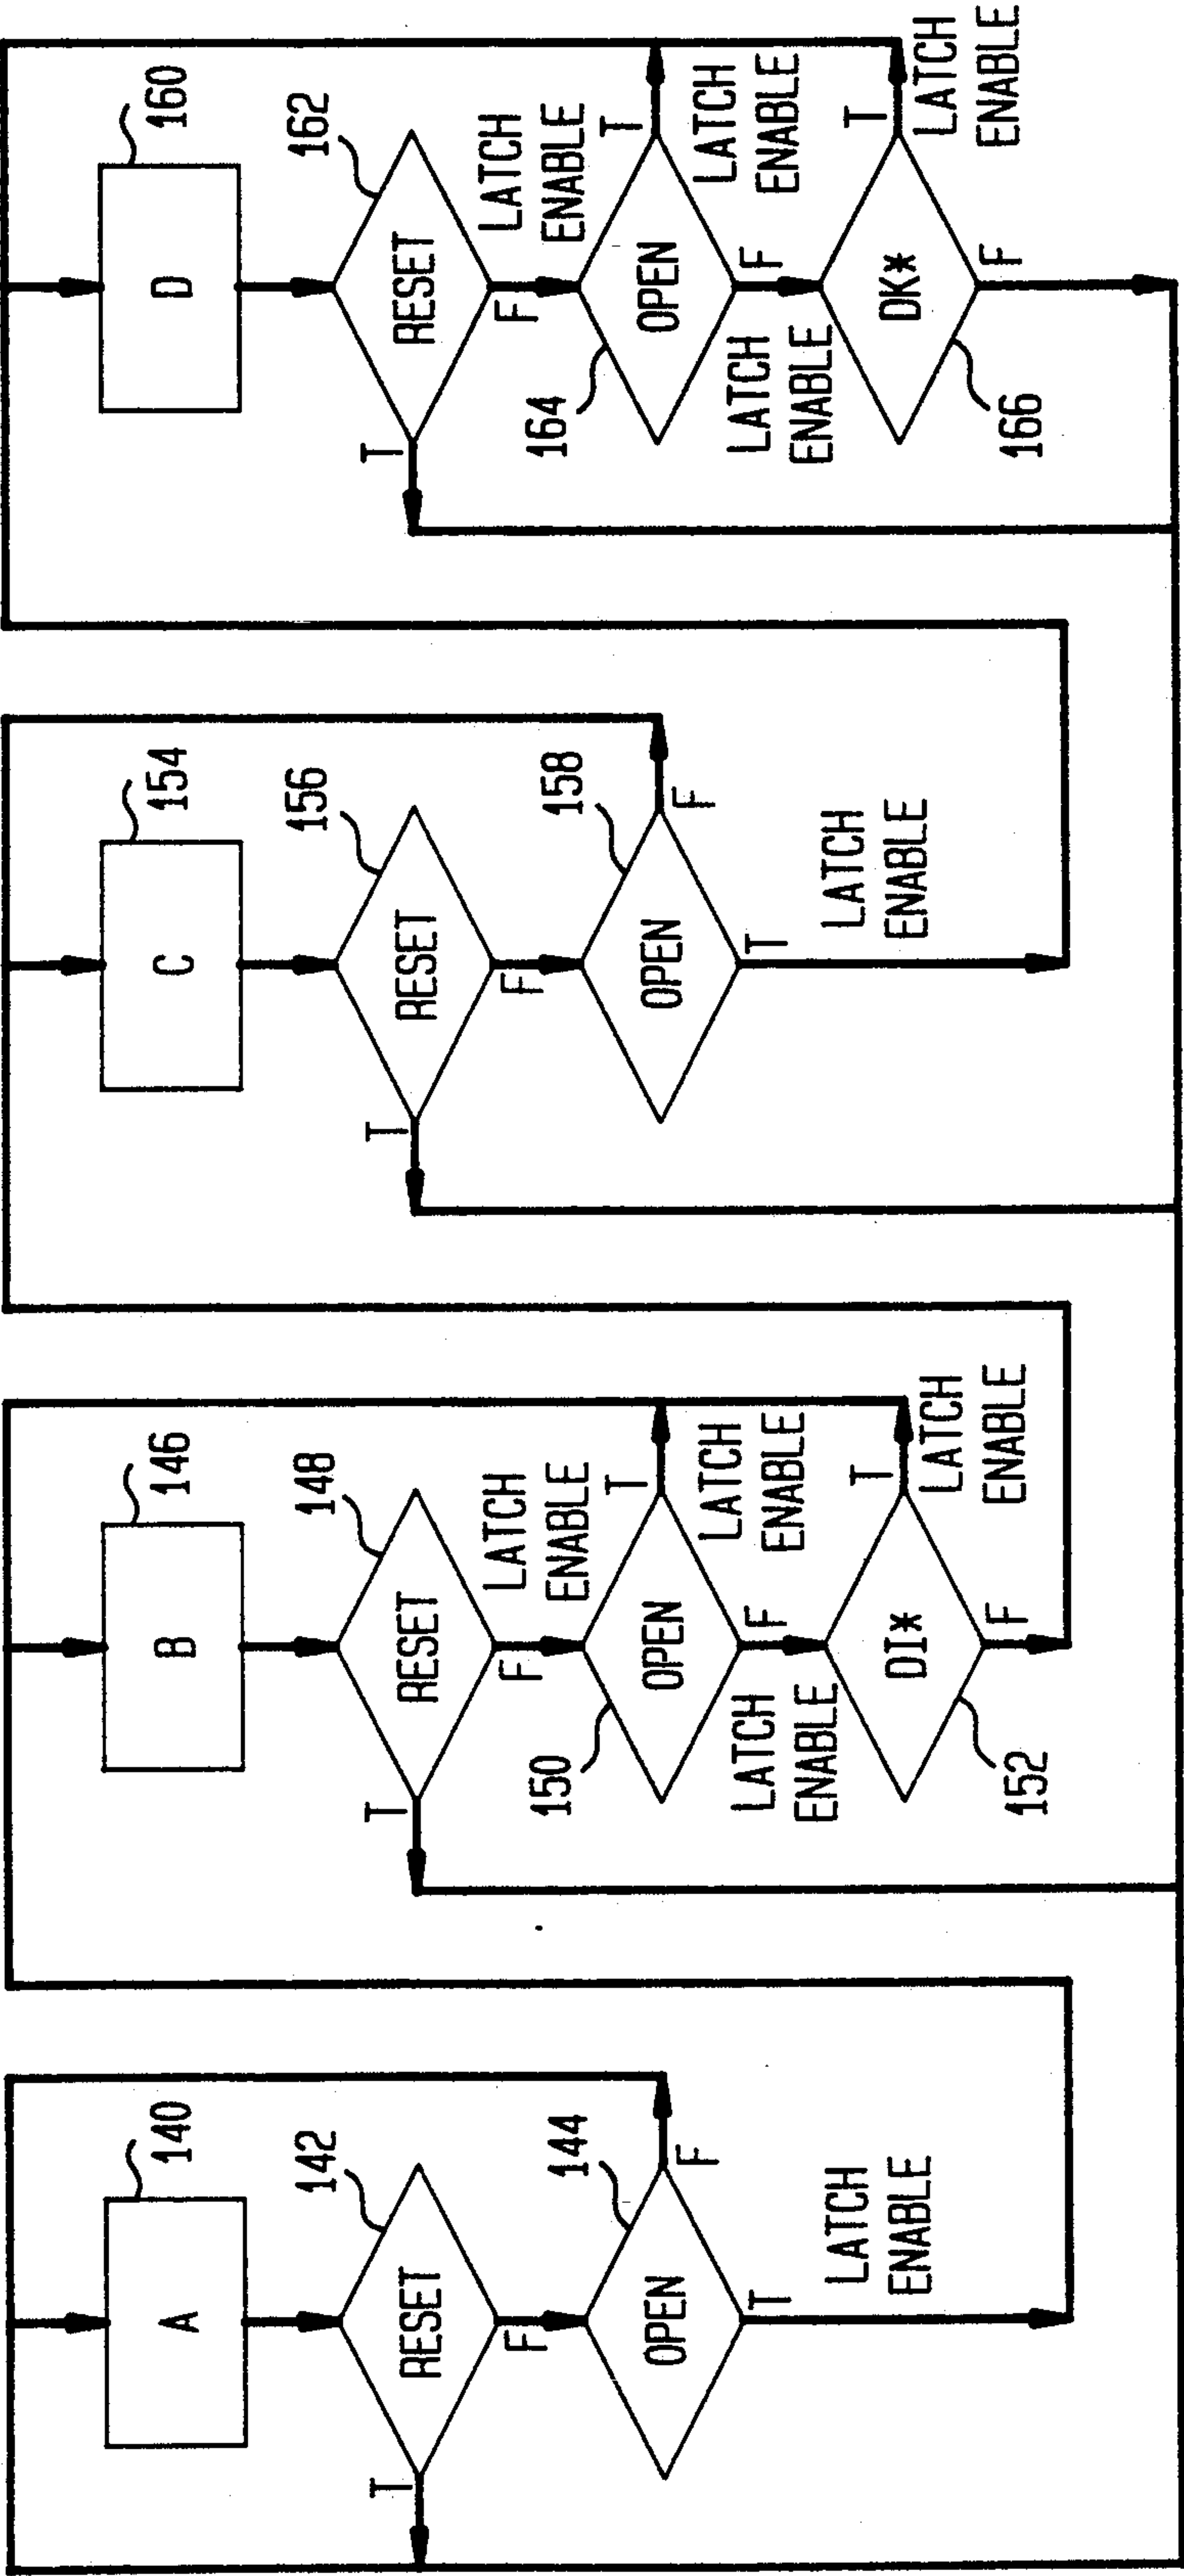 A
140
RESET
142
T
F
OPEN
144
F
T
LATCH
ENABLE
B
146
RESET
148
T
F
LATCH
ENABLE
OPEN
150
T
LATCH
ENABLE
F
LATCH
ENABLE
DI*
152
T
LATCH
ENABLE
F
C
154
RESET
156
T
F
OPEN
158
F
T
LATCH
ENABLE
D
160
RESET
162
T
F
LATCH
ENABLE
OPEN
164
T
LATCH
ENABLE
F
LATCH
ENABLE
DK*
166
T
LATCH
ENABLE
F